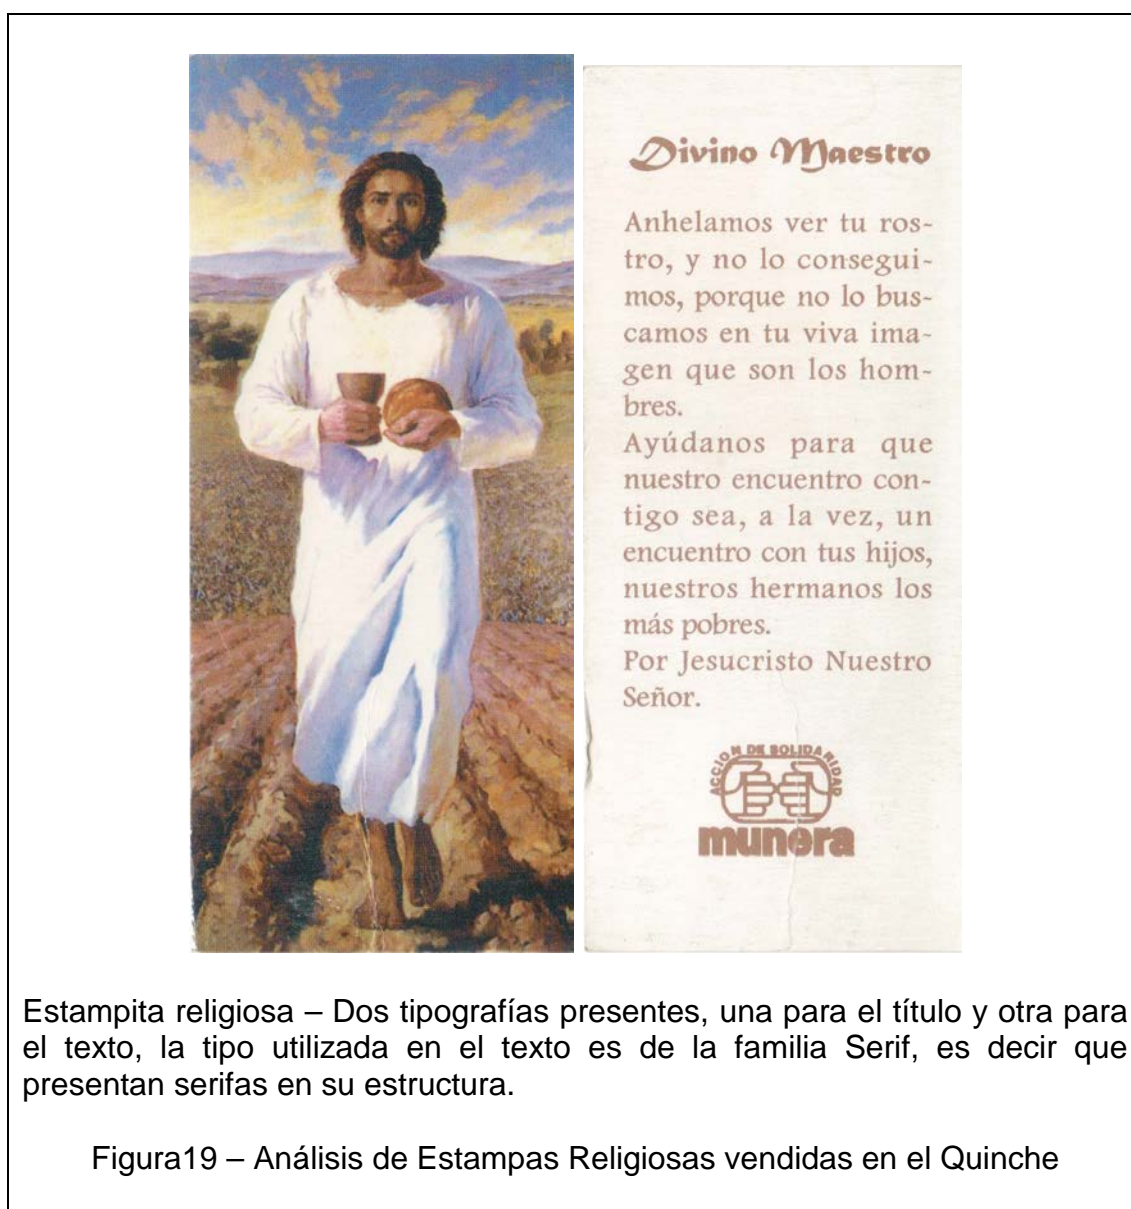 Divino Maestro
Anhelamos ver tu ros-
tro, y no lo consegui-
mos, porque no lo bus-
camos en tu viva ima-
gen que son los hom-
bres.
Ayúdanos para que
nuestro encuentro con-
tigo sea, a la vez, un
encuentro con tus hijos,
nuestros hermanos los
más pobres.
Por Jesucristo Nuestro
Señor.
ACCION DE SOLIDARIDAD
munera
Estampita religiosa – Dos tipografías presentes, una para el título y otra para
el texto, la tipo utilizada en el texto es de la familia Serif, es decir que
presentan serifas en su estructura.
Figura19 – Análisis de Estampas Religiosas vendidas en el Quinche